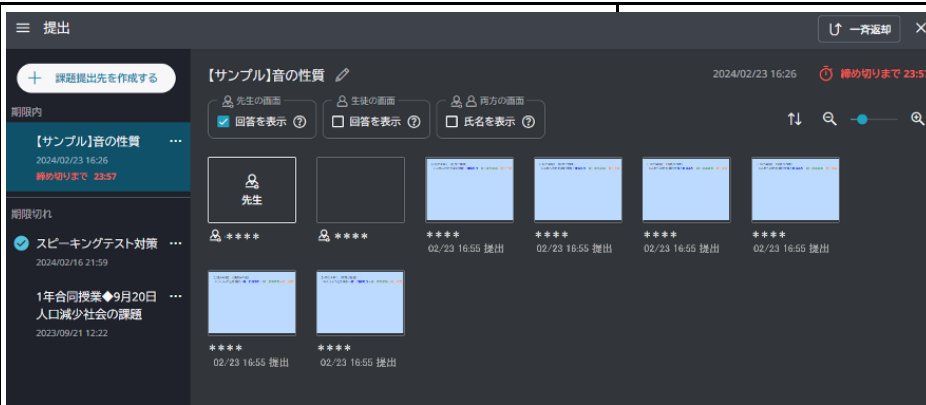 提出
一斉返却
課題提出先を作成する
期限内
【サンプル】音の性質
2024/02/23 16:26
締め切りまで 23:57
期限切れ
スピーキングテスト対策
2024/02/16 21:59
1年合同授業◆9月20日
人口減少社会の課題
2023/09/21 12:22
【サンプル】音の性質
2024/02/23 16:26
締め切りまで 23:57
先生の画面
回答を表示
生徒の画面
回答を表示
両方の画面
氏名を表示
先生
****
****
****
02/23 16:55 提出
****
02/23 16:55 提出
****
02/23 16:55 提出
****
02/23 16:55 提出
****
02/23 16:55 提出
****
02/23 16:55 提出